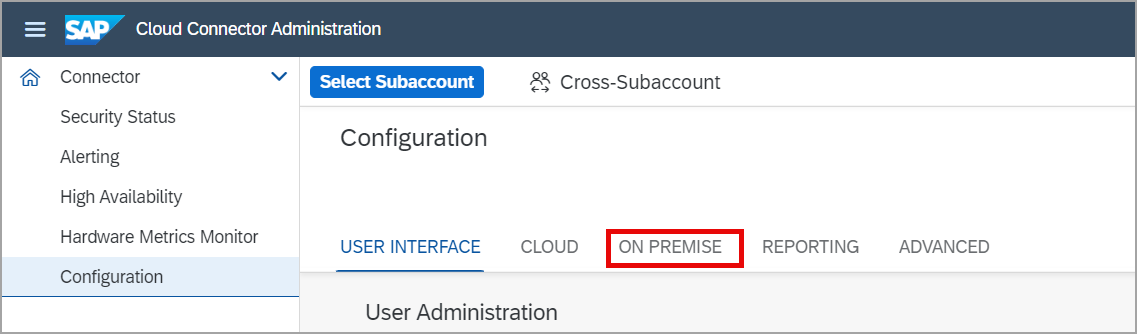 SAP Cloud Connector Administration
Connector
Security Status
Alerting
High Availability
Hardware Metrics Monitor
Configuration
Select Subaccount Cross-Subaccount
Configuration
USER INTERFACE CLOUD ON PREMISE REPORTING ADVANCED
User Administration